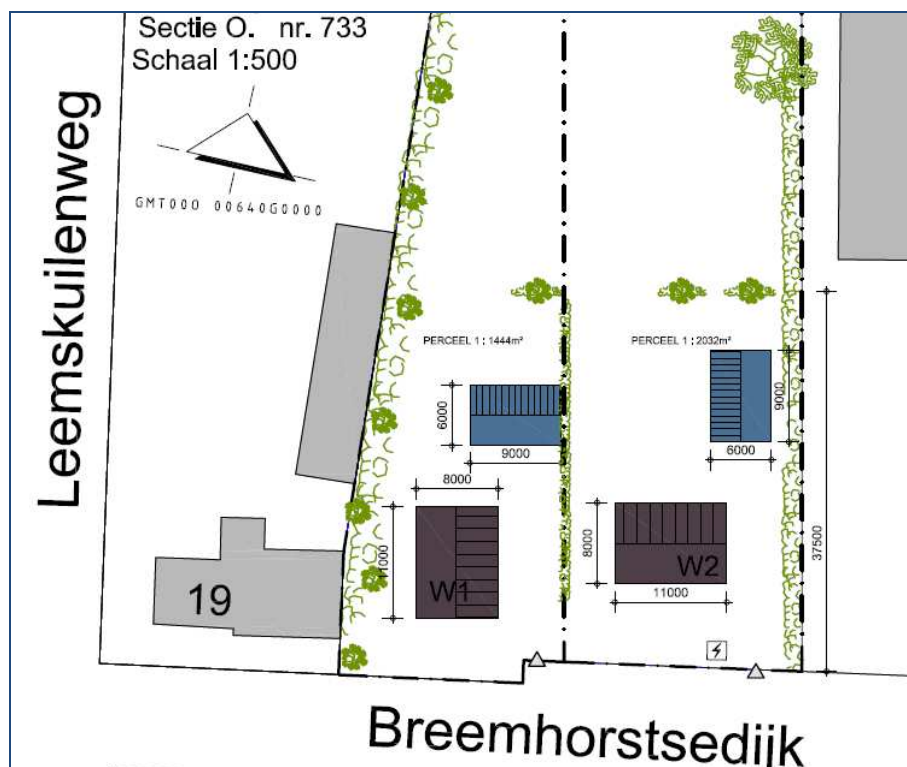 Sectie O. nr. 733
Schaal 1:500
Leemskuilenweg
GMT000 00640G0000
PERCEEL 1 : 1444m²
PERCEEL 1 : 2032m²
6000
9000
9000
6000
8000
11000
W1
8000
W2
11000
37500
19
Breemhorstsedijk